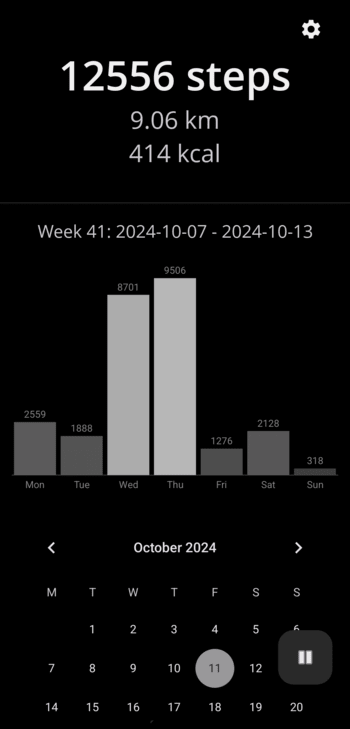 12556 steps
9.06 km
414 kcal
Week 41: 2024-10-07 - 2024-10-13
9506
8701
2559
2128
1888
1276
318
Mon Tue Wed Thu Fri Sat Sun
October 2024
M T W T F S S
1 2 3 4 5 6
7 8 9 10 11 12
14 15 16 17 18 19 20